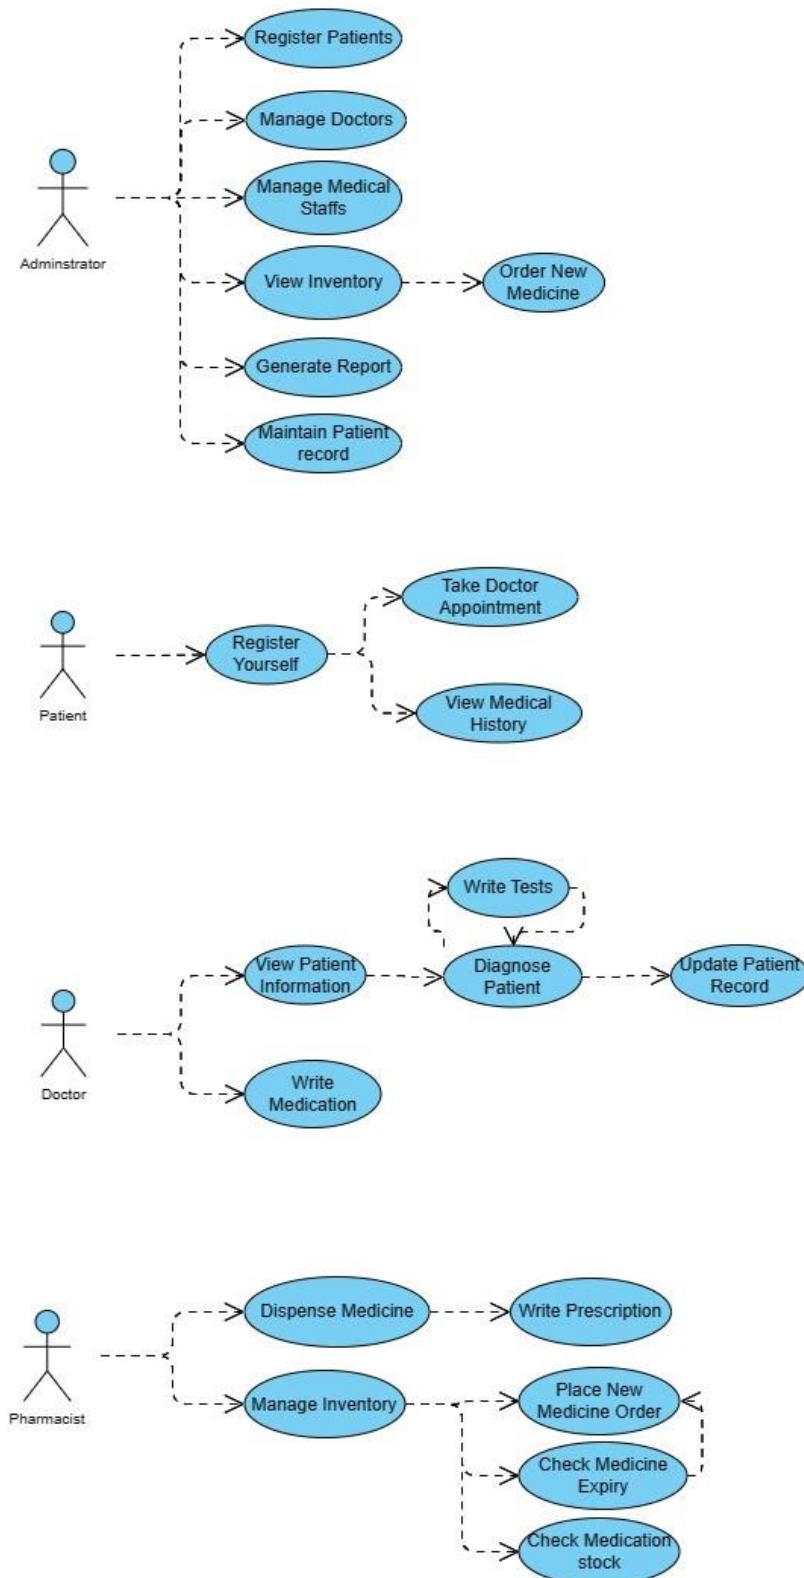 Register Patients
Manage Doctors
Manage Medical
Staffs
Adminstrator
View Inventory
Order New
Medicine
Generate Report
Maintain Patient
record
Take Doctor
Appointment
Register
Yourself
Patient
View Medical
History
Write Tests
View Patient
Information
Diagnose
Patient
Update Patient
Record
Doctor
Write
Medication
Dispense Medicine
Write Prescription
Pharmacist
Manage Inventory
Place New
Medicine Order
Check Medicine
Expiry
Check Medication
stock